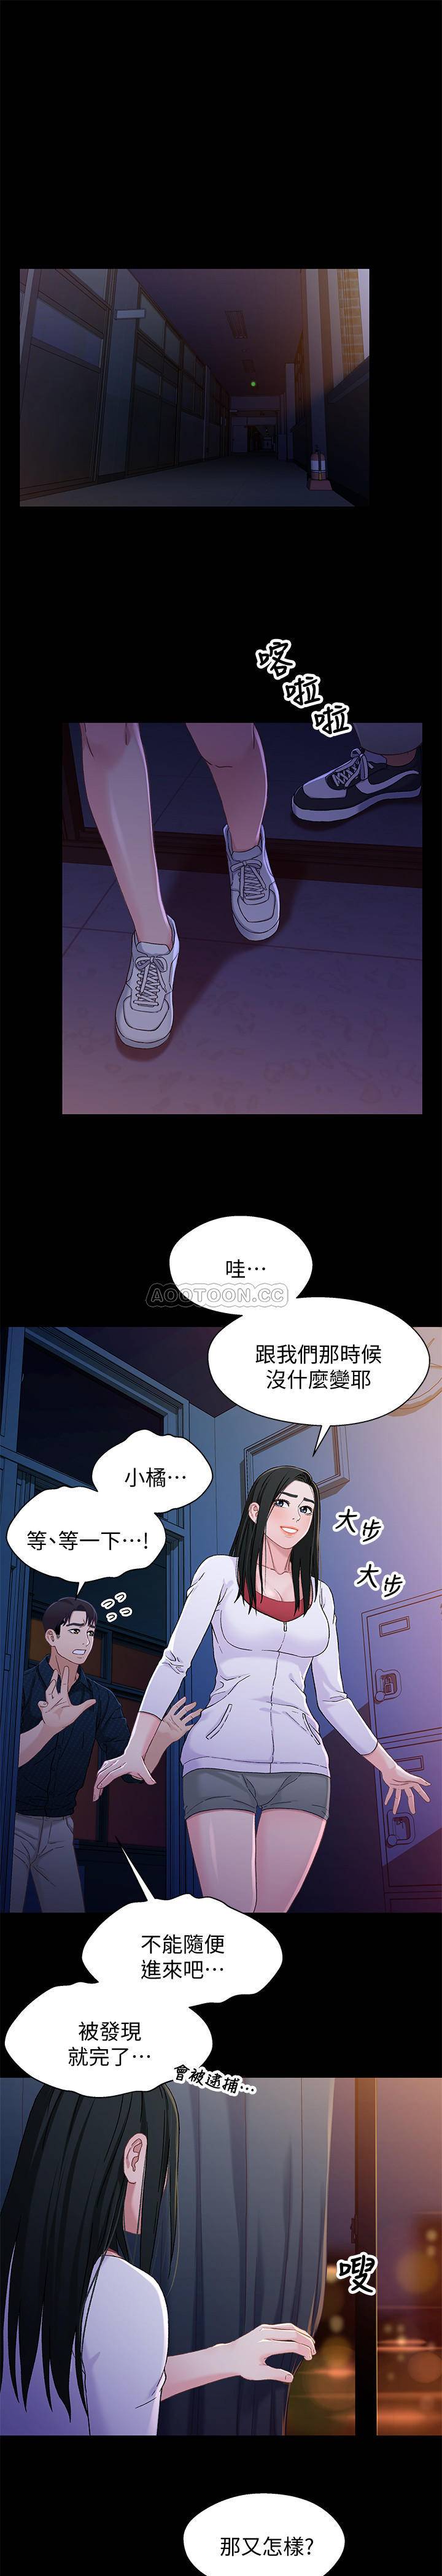 喀啦啦
哇⋯
AOOTOON.CC
跟我們那時候
沒什麼變耶
小橘⋯
等、等一下⋯!
大步
大步
不能隨便
進來吧⋯
被發現
就完了⋯
會被逮捕⋯
嗖
那又怎樣?